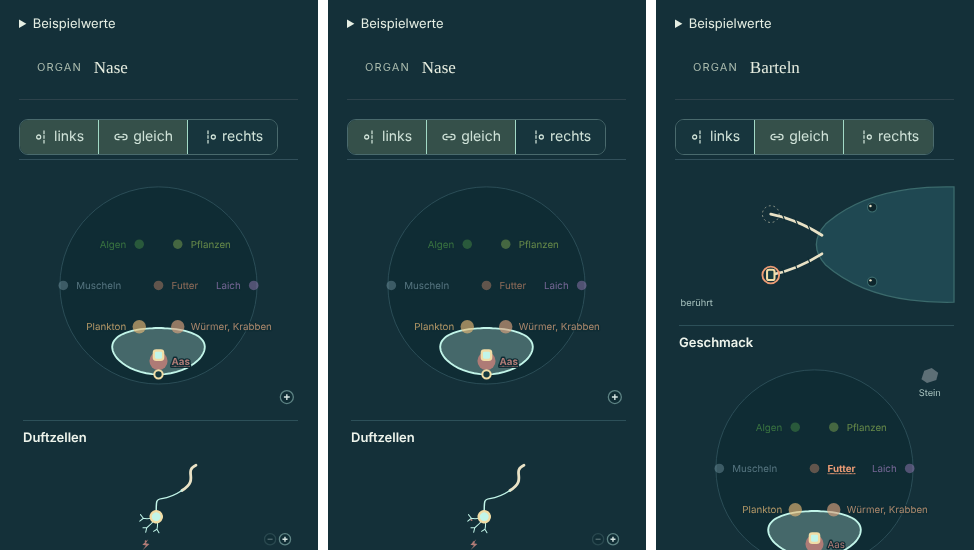 Beispielwerte
ORGAN Nase
links gleich rechts
Algen Pflanzen
Muscheln Futter Laich
Plankton Würmer, Krabben
Aas
Duftzellen
Beispielwerte
ORGAN Nase
links gleich rechts
Algen Pflanzen
Muscheln Futter Laich
Plankton Würmer, Krabben
Aas
Duftzellen
Beispielwerte
ORGAN Barteln
links gleich rechts
berührt
Geschmack
Stein
Algen Pflanzen
Muscheln Futter Laich
Plankton Würmer, Krabben
Aas